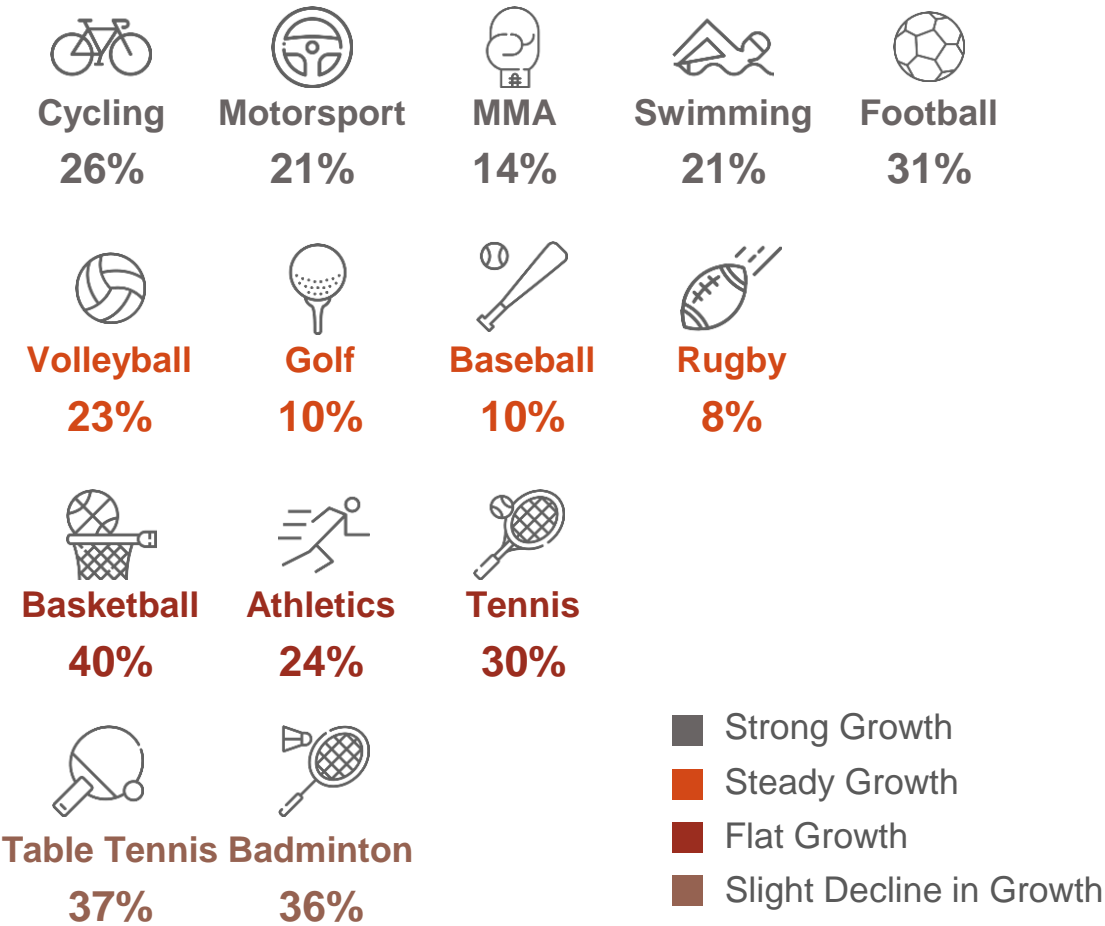 Cycling Motorsport MMA Swimming Football
26% 21% 14% 21% 31%
Volleyball Golf Baseball Rugby
23% 10% 10% 8%
Basketball Athletics Tennis
40% 24% 30%
Table Tennis Badminton
37% 36%
Strong Growth
Steady Growth
Flat Growth
Slight Decline in Growth